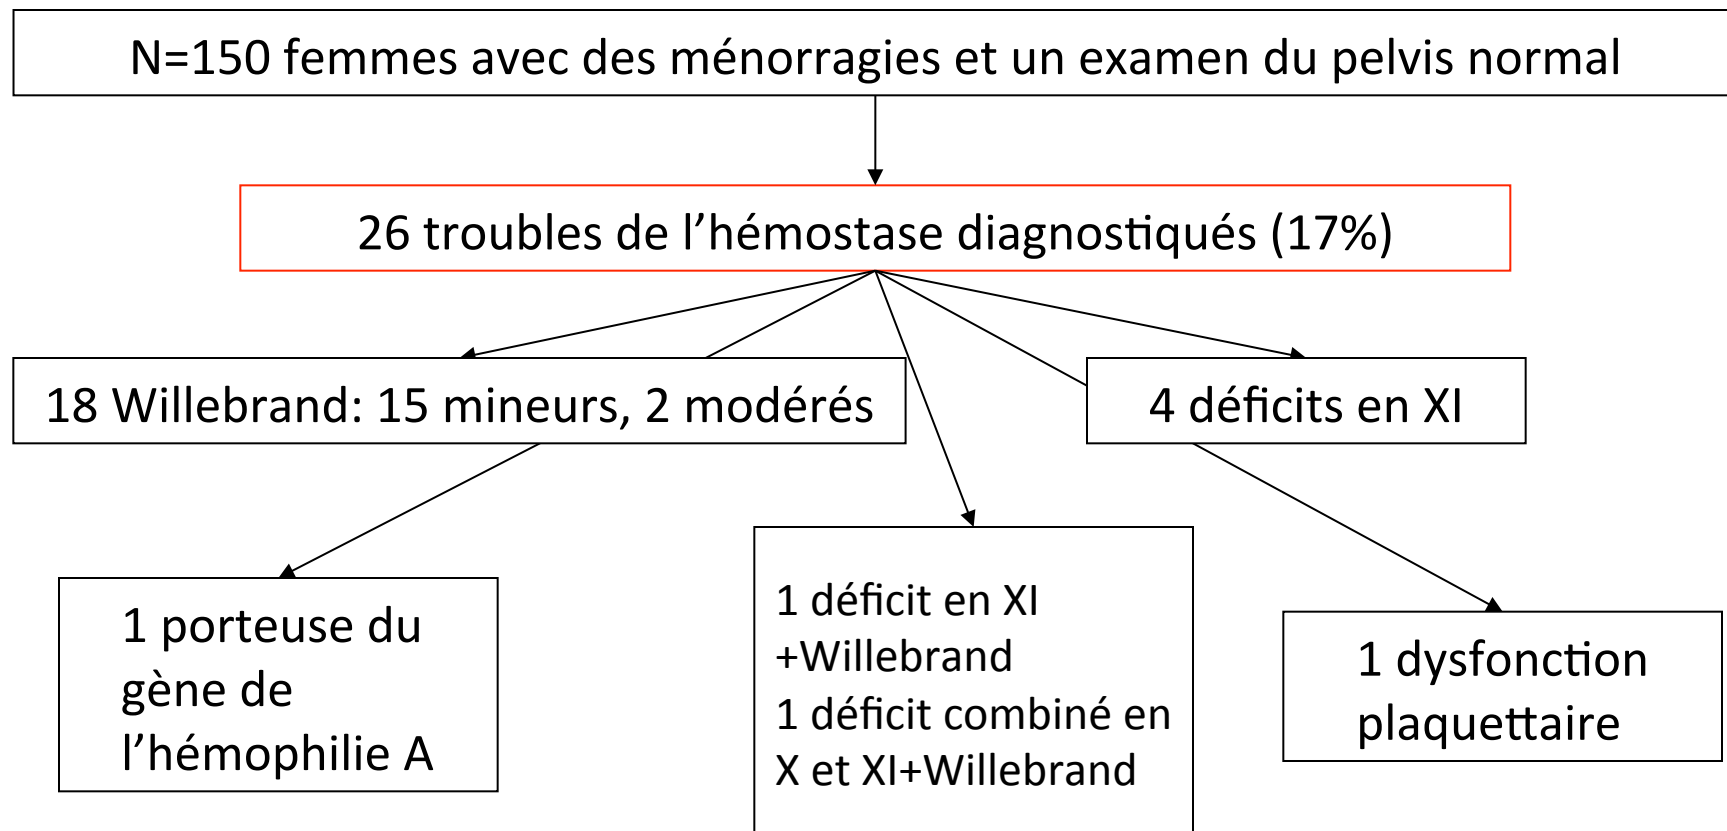 N=150 femmes avec des ménorragies et un examen du pelvis normal
26 troubles de l’hémostase diagnostiqués (17%)
18 Willebrand: 15 mineurs, 2 modérés
4 déficits en XI
1 porteuse du
gène de
l’hémophilie A
1 déficit en XI
+Willebrand
1 déficit combiné en
X et XI+Willebrand
1 dysfonction
plaquettaire